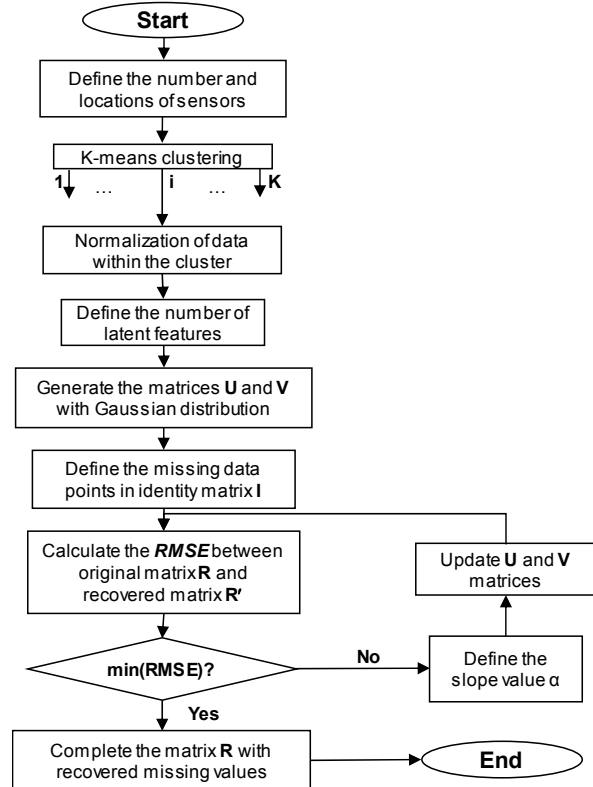 Start
Define the number and
locations of sensors
K-means clustering
1 ... i ... K
Normalization of data
within the cluster
Define the number of
latent features
Generate the matrices U and V
with Gaussian distribution
Define the missing data
points in identity matrix I
Calculate the RMSE between
original matrix R and
recovered matrix R'
Update U and V
matrices
min(RMSE)?
No
Define the
slope value α
Yes
Complete the matrix R with
recovered missing values
End